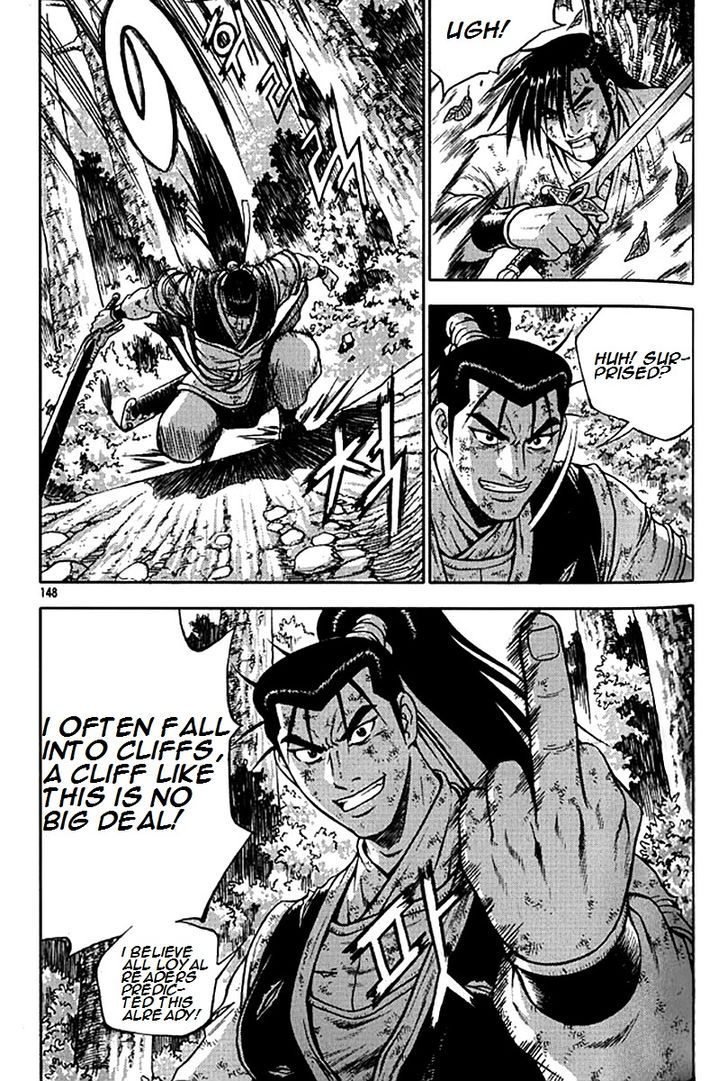 UGH!
HUH! SUR-
PRISED?
148
I OFTEN FALL
INTO CLIFFS,
A CLIFF LIKE
THIS IS NO
BIG DEAL!
I BELIEVE
ALL LOYAL
READERS
PREDIC-
TED THIS
ALREADY!